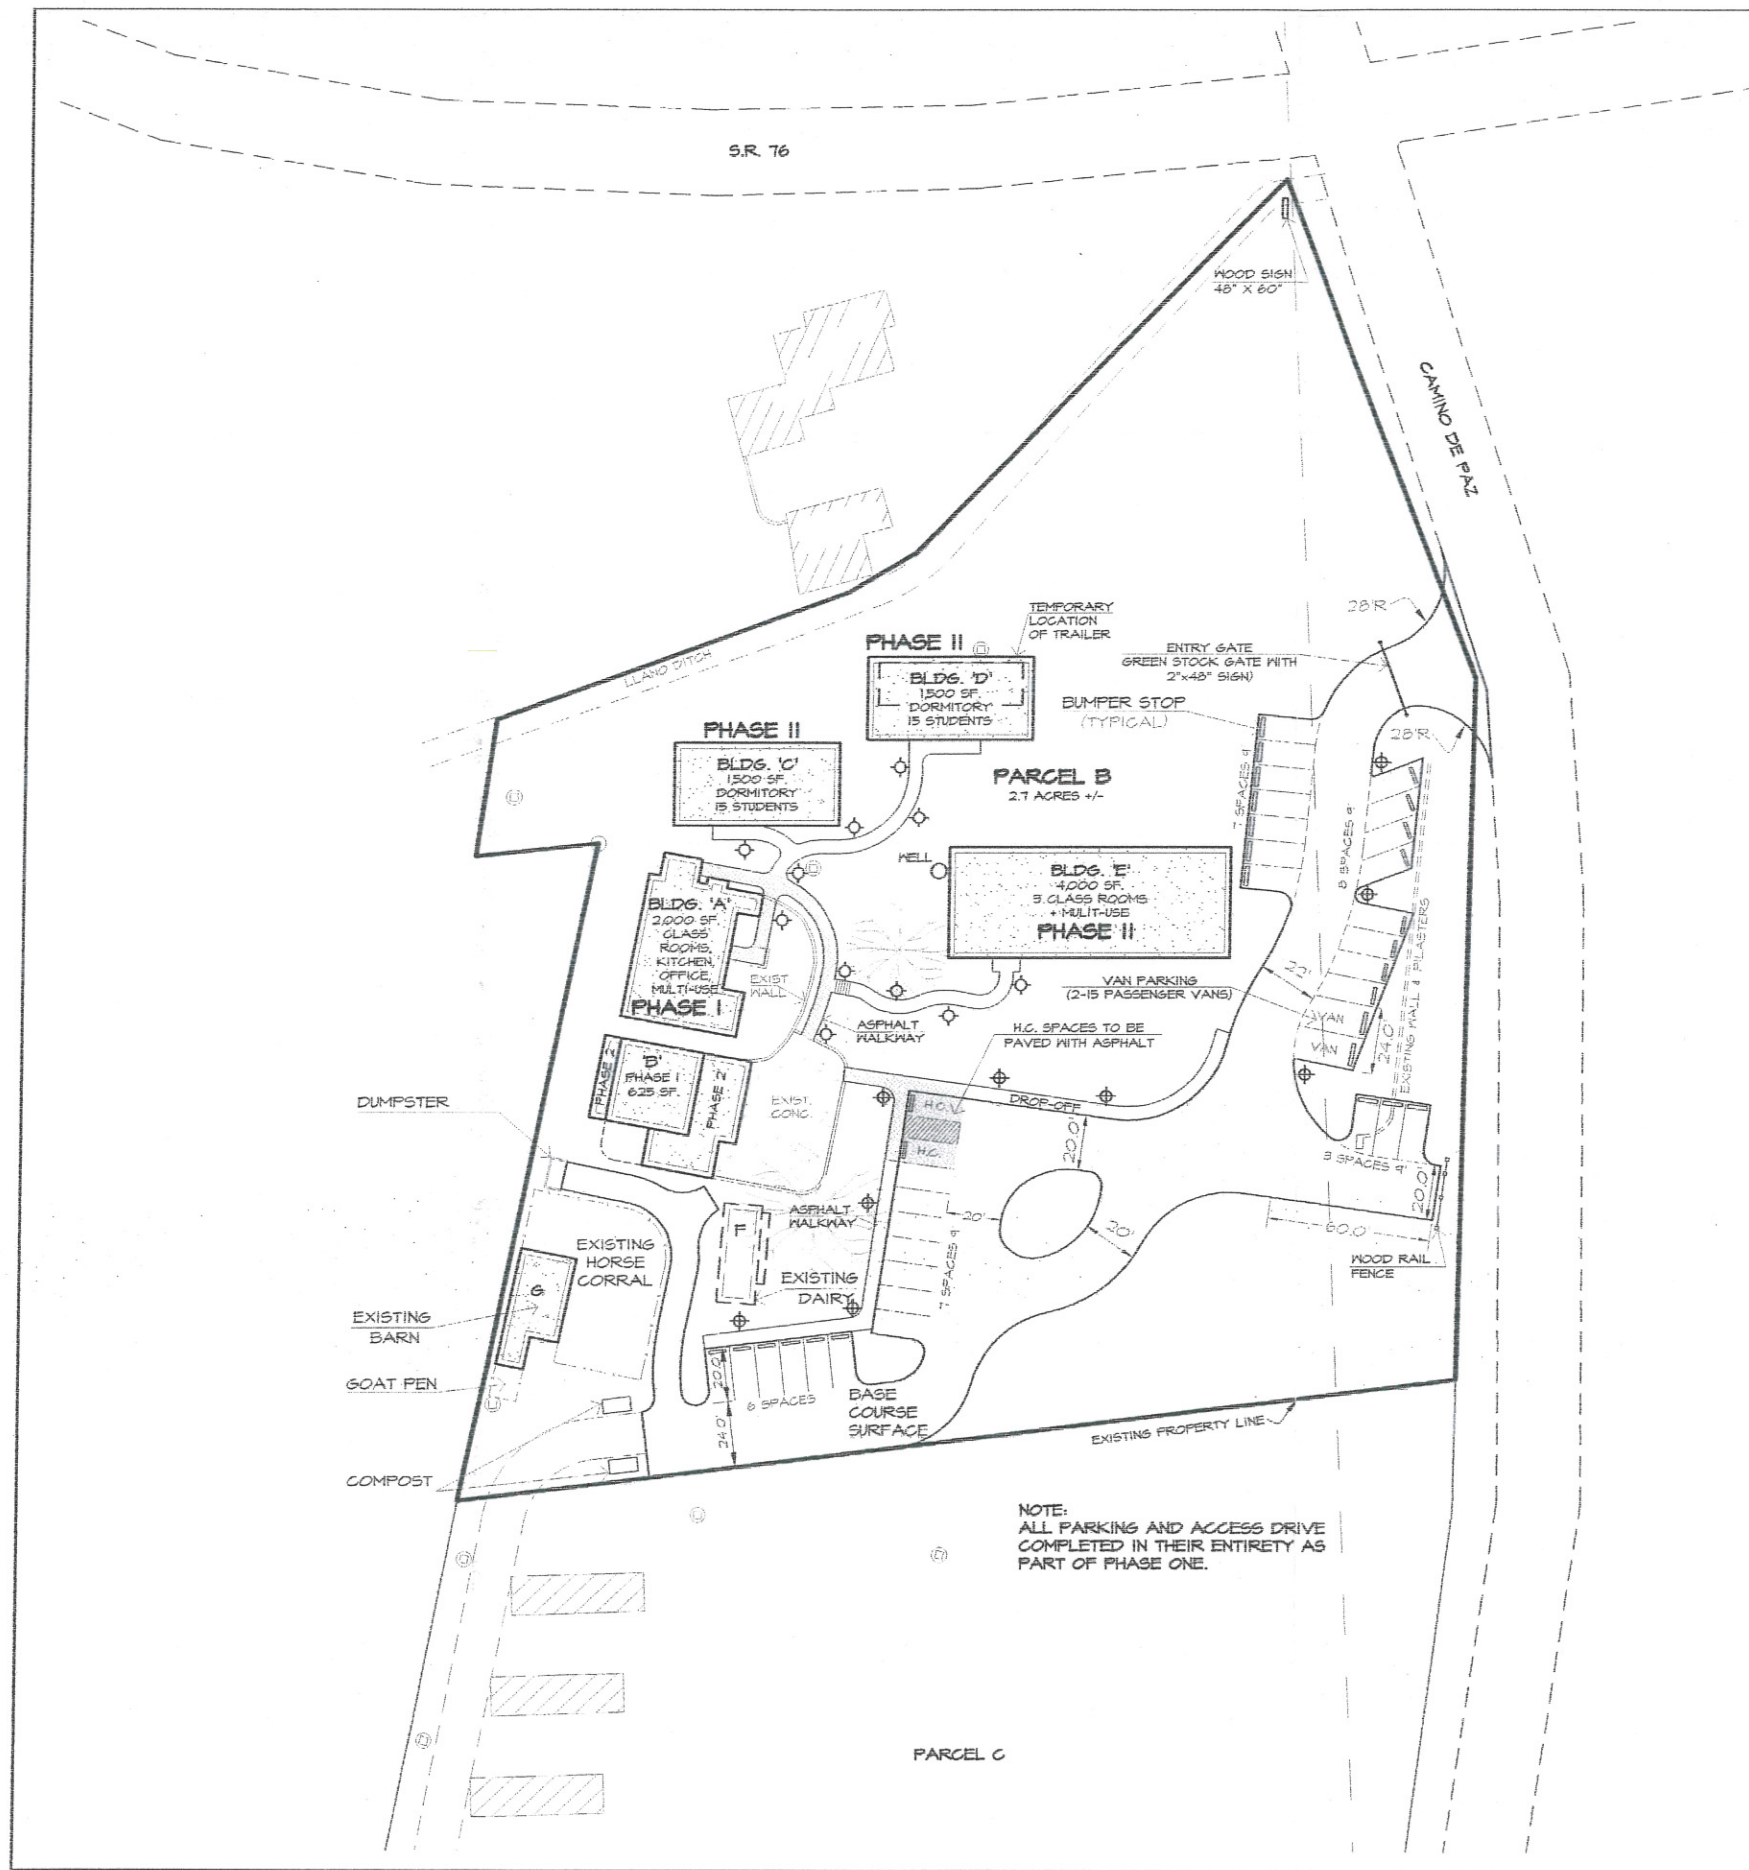 S.R. 76
WOOD SIGN
48" X 60"
CAMINO DE PAZ
LLANO DITCH
TEMPORARY
LOCATION
OF TRAILER
PHASE II
BLDG. 'D'
1,500 SF.
DORMITORY
15 STUDENTS
28'R
ENTRY GATE
GREEN STOCK GATE WITH
2"x48" SIGN)
BUMPER STOP
(TYPICAL)
28'R
PHASE II
BLDG. 'C'
1,500 SF.
DORMITORY
15 STUDENTS
PARCEL B
2.7 ACRES +/-
7 SPACES 9'
8 SPACES 9'
WELL
BLDG. 'E'
4,000 SF.
3 CLASS ROOMS
+ MULIT-USE
PHASE II
BLDG. 'A'
2,000 SF.
CLASS
ROOMS,
KITCHEN,
OFFICE,
MULTI-USE
PHASE I
EXIST
WALL
ASPHALT
WALKWAY
VAN PARKING
(2-15 PASSENGER VANS)
H.C. SPACES TO BE
PAVED WITH ASPHALT
22'
VAN
VAN
24.0'
EXISTING WALL & PILASTERS
PHASE 2
'B'
PHASE I
625 SF.
PHASE 2
EXIST.
CONC.
DUMPSTER
H.C.
H.C.
DROP-OFF
20.0'
3 SPACES 9'
20.0'
60.0'
WOOD RAIL
FENCE
ASPHALT
WALKWAY
20'
20'
7 SPACES 9'
F
EXISTING
DAIRY
EXISTING
HORSE
CORRAL
G
EXISTING
BARN
GOAT PEN
COMPOST
20.0'
24.0'
6 SPACES
BASE
COURSE
SURFACE
EXISTING PROPERTY LINE
NOTE:
ALL PARKING AND ACCESS DRIVE
COMPLETED IN THEIR ENTIRETY AS
PART OF PHASE ONE.
PARCEL C